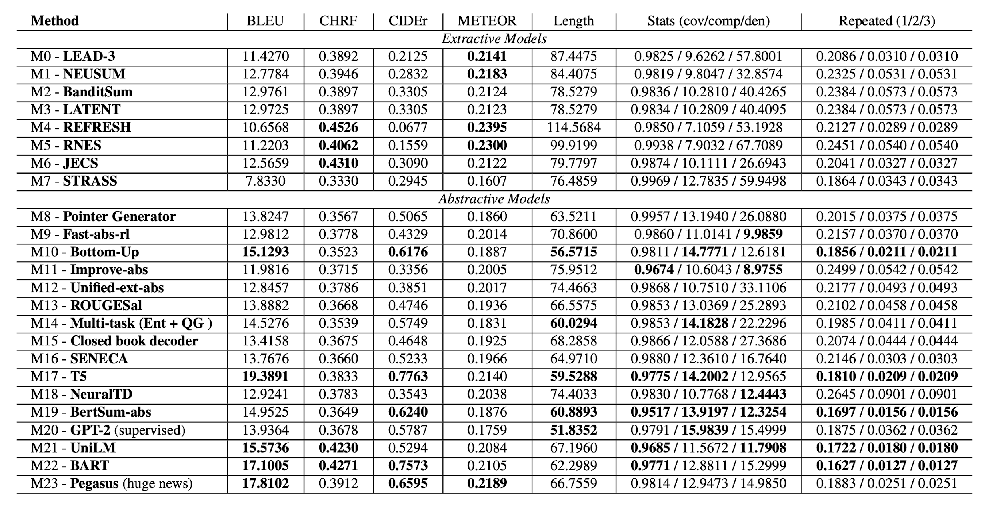 Method BLEU CHRF CIDEr METEOR Length Stats (cov/comp/den) Repeated (1/2/3)
Extractive Models
M0 - LEAD-3 11.4270 0.3892 0.2125 0.2141 87.4475 0.9825 / 9.6262 / 57.8001 0.2086 / 0.0310 / 0.0310
M1 - NEUSUM 12.7784 0.3946 0.2832 0.2183 84.4075 0.9819 / 9.8047 / 32.8574 0.2325 / 0.0531 / 0.0531
M2 - BanditSum 12.9761 0.3897 0.3305 0.2124 78.5279 0.9836 / 10.2810 / 40.4265 0.2384 / 0.0573 / 0.0573
M3 - LATENT 12.9725 0.3897 0.3305 0.2123 78.5279 0.9834 / 10.2809 / 40.4095 0.2384 / 0.0573 / 0.0573
M4 - REFRESH 10.6568 0.4526 0.0677 0.2395 114.5684 0.9850 / 7.1059 / 53.1928 0.2127 / 0.0289 / 0.0289
M5 - RNES 11.2203 0.4062 0.1559 0.2300 99.9199 0.9938 / 7.9032 / 67.7089 0.2451 / 0.0540 / 0.0540
M6 - JECS 12.5659 0.4310 0.3090 0.2122 79.7797 0.9874 / 10.1111 / 26.6943 0.2041 / 0.0327 / 0.0327
M7 - STRASS 7.8330 0.3330 0.2945 0.1607 76.4859 0.9969 / 12.7835 / 59.9498 0.1864 / 0.0343 / 0.0343
Abstractive Models
M8 - Pointer Generator 13.8247 0.3567 0.5065 0.1860 63.5211 0.9957 / 13.1940 / 26.0880 0.2015 / 0.0375 / 0.0375
M9 - Fast-abs-rl 12.9812 0.3778 0.4329 0.2014 70.8600 0.9860 / 11.0141 / 9.9859 0.2157 / 0.0370 / 0.0370
M10 - Bottom-Up 15.1293 0.3523 0.6176 0.1887 56.5715 0.9811 / 14.7771 / 12.6181 0.1856 / 0.0211 / 0.0211
M11 - Improve-abs 11.9816 0.3715 0.3356 0.2005 75.9512 0.9674 / 10.6043 / 8.9755 0.2499 / 0.0542 / 0.0542
M12 - Unified-ext-abs 12.8457 0.3786 0.3851 0.2017 74.4663 0.9868 / 10.7510 / 33.1106 0.2177 / 0.0493 / 0.0493
M13 - ROUGESal 13.8882 0.3668 0.4746 0.1936 66.5575 0.9853 / 13.0369 / 25.2893 0.2102 / 0.0458 / 0.0458
M14 - Multi-task (Ent + QG ) 14.5276 0.3539 0.5749 0.1831 60.0294 0.9853 / 14.1828 / 22.2296 0.1985 / 0.0411 / 0.0411
M15 - Closed book decoder 13.4158 0.3675 0.4648 0.1925 68.2858 0.9866 / 12.0588 / 27.3686 0.2074 / 0.0444 / 0.0444
M16 - SENECA 13.7676 0.3660 0.5233 0.1966 64.9710 0.9880 / 12.3610 / 16.7640 0.2146 / 0.0303 / 0.0303
M17 - T5 19.3891 0.3833 0.7763 0.2140 59.5288 0.9775 / 14.2002 / 12.9565 0.1810 / 0.0209 / 0.0209
M18 - NeuralTD 12.9241 0.3783 0.3543 0.2038 74.4033 0.9830 / 10.7768 / 12.4443 0.2645 / 0.0901 / 0.0901
M19 - BertSum-abs 14.9525 0.3649 0.6240 0.1876 60.8893 0.9517 / 13.9197 / 12.3254 0.1697 / 0.0156 / 0.0156
M20 - GPT-2 (supervised) 13.9364 0.3678 0.5787 0.1759 51.8352 0.9791 / 15.9839 / 15.4999 0.1875 / 0.0362 / 0.0362
M21 - UniLM 15.5736 0.4230 0.5294 0.2084 67.1960 0.9685 / 11.5672 / 11.7908 0.1722 / 0.0180 / 0.0180
M22 - BART 17.1005 0.4271 0.7573 0.2105 62.2989 0.9771 / 12.8811 / 15.2999 0.1627 / 0.0127 / 0.0127
M23 - Pegasus (huge news) 17.8102 0.3912 0.6595 0.2189 66.7559 0.9814 / 12.9473 / 14.9850 0.1883 / 0.0251 / 0.0251